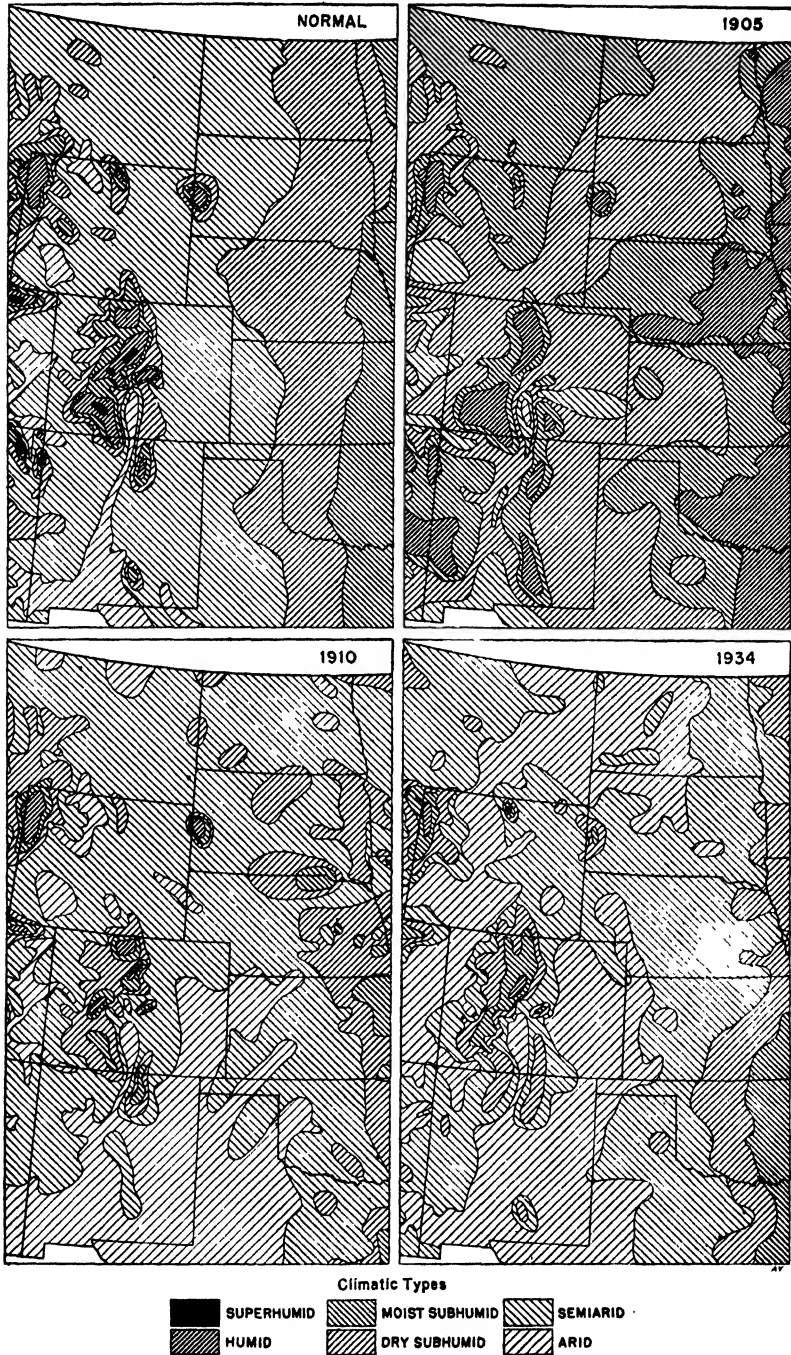 NORMAL
1905
1910
1934
Climatic Types
SUPERHUMID MOIST SUBHUMID SEMIARID
HUMID DRY SUBHUMID ARID